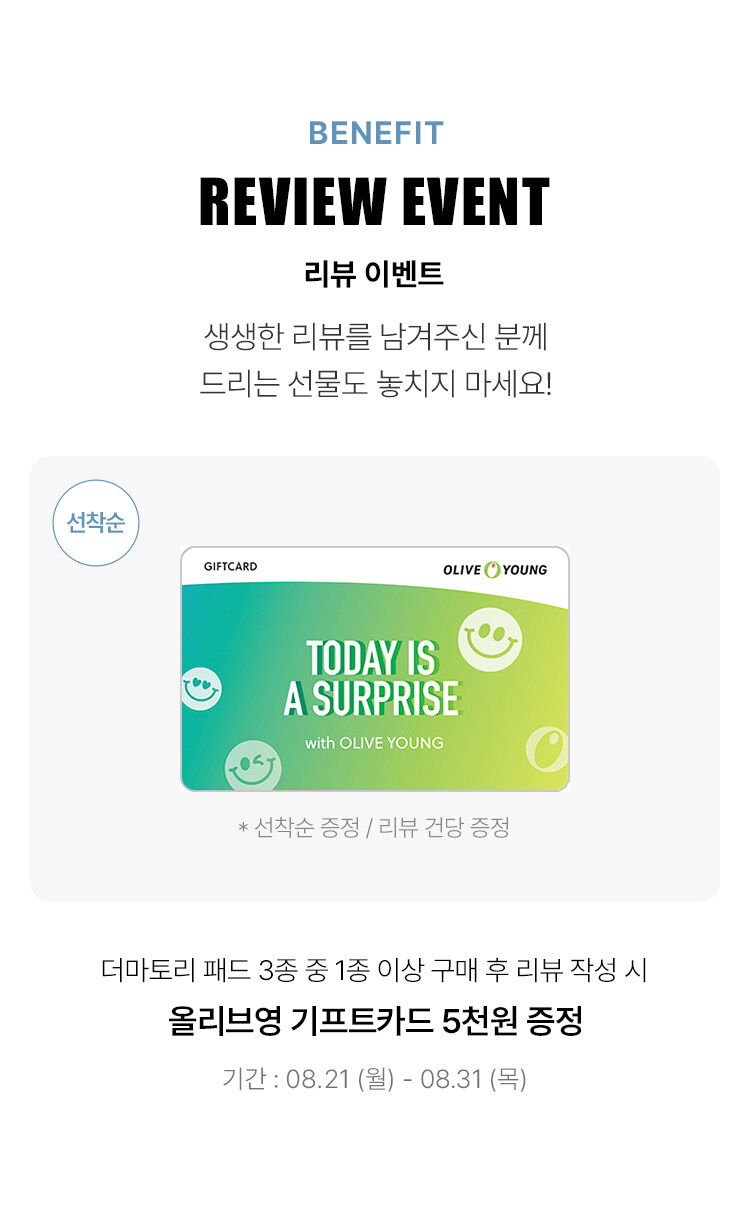 BENEFIT
REVIEW EVENT
리뷰 이벤트
생생한 리뷰를 남겨주신 분께
드리는 선물도 놓치지 마세요!
선착순
GIFTCARD
OLIVE YOUNG
TODAY IS
A SURPRISE
with OLIVE YOUNG
* 선착순 증정 / 리뷰 건당 증정
더마토리 패드 3종 중 1종 이상 구매 후 리뷰 작성 시
올리브영 기프트카드 5천원 증정
기간 : 08.21 (월) - 08.31 (목)